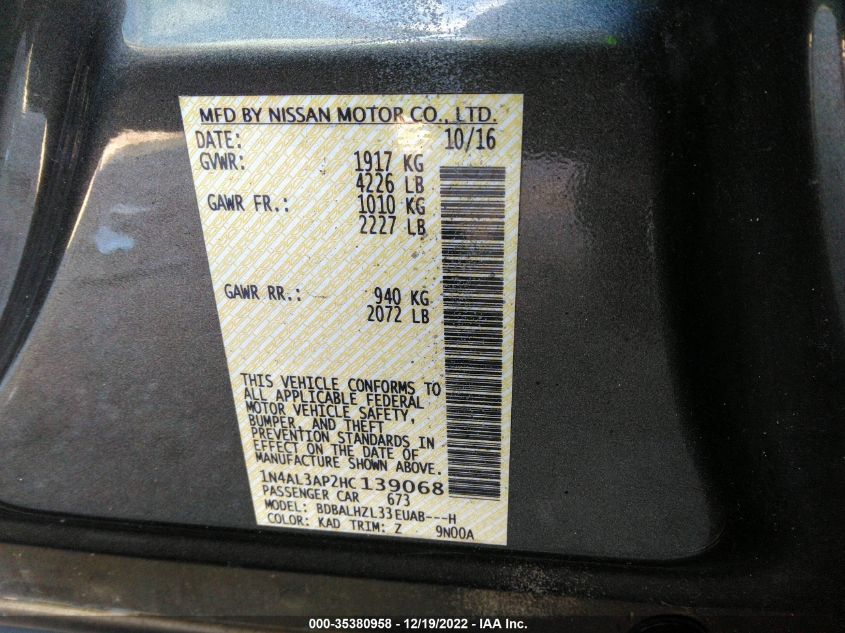 MFD BY NISSAN MOTOR CO., LTD.
DATE: 10/16
GVWR: 1917 KG
4226 LB
GAWR FR.: 1010 KG
2227 LB
GAWR RR.: 940 KG
2072 LB
THIS VEHICLE CONFORMS TO
ALL APPLICABLE FEDERAL
MOTOR VEHICLE SAFETY,
BUMPER, AND THEFT
PREVENTION STANDARDS IN
EFFECT ON THE DATE OF
MANUFACTURE SHOWN ABOVE.
1N4AL3AP2HC139068
PASSENGER CAR 673
MODEL: BDBALHZL33EUAB---H
COLOR: KAD TRIM: Z 9N00A
000-35380958 - 12/19/2022 - IAA Inc.